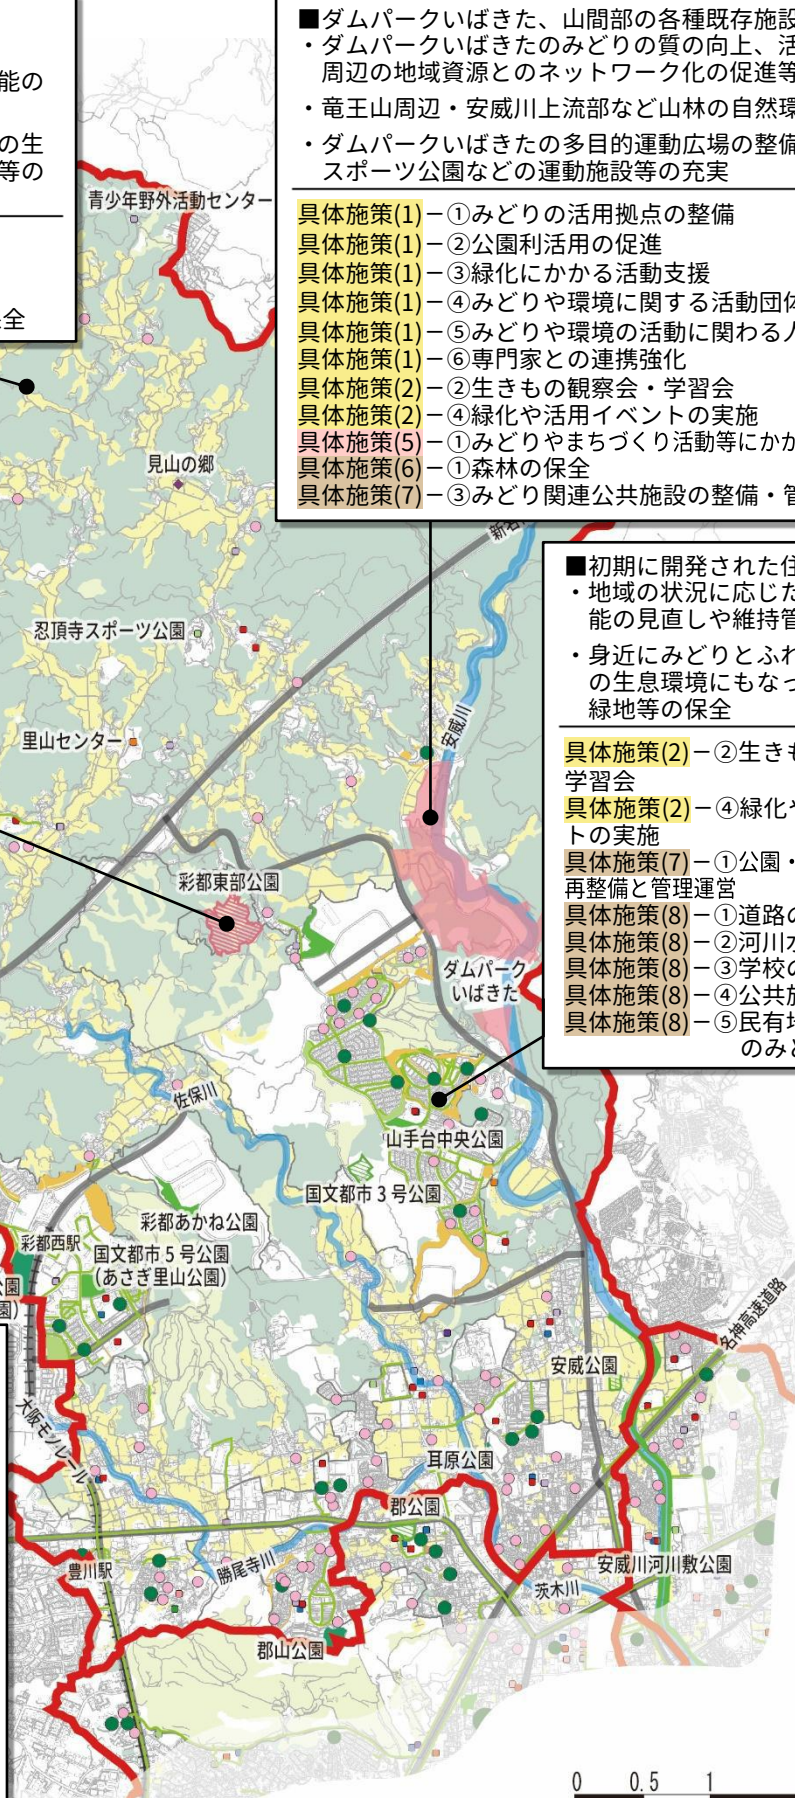 能の
の生
等の
全
■ダムパークいばきた、山間部の各種既存施設
・ダムパークいばきたのみどりの質の向上、活
周辺の地域資源とのネットワーク化の促進等
・竜王山周辺・安威川上流部など山林の自然環
・ダムパークいばきたの多目的運動広場の整備
スポーツ公園などの運動施設等の充実
具体施策(1)－①みどりの活用拠点の整備
具体施策(1)－②公園利活用の促進
具体施策(1)－③緑化にかかる活動支援
具体施策(1)－④みどりや環境に関する活動団体
具体施策(1)－⑤みどりや環境の活動に関わる人
具体施策(1)－⑥専門家との連携強化
具体施策(2)－②生きもの観察会・学習会
具体施策(2)－④緑化や活用イベントの実施
具体施策(5)－①みどりやまちづくり活動等にかか
具体施策(6)－①森林の保全
具体施策(7)－③みどり関連公共施設の整備・管
青少年野外活動センター
見山の郷
新名
■初期に開発された住
・地域の状況に応じた
能の見直しや維持管
・身近にみどりとふれ
の生息環境にもなっ
緑地等の保全
具体施策(2)－②生きも
学習会
具体施策(2)－④緑化や
トの実施
具体施策(7)－①公園・
再整備と管理運営
具体施策(8)－①道路の
具体施策(8)－②河川水
具体施策(8)－③学校の
具体施策(8)－④公共施
具体施策(8)－⑤民有地
のみど
忍頂寺スポーツ公園
安威川
里山センター
彩都東部公園
ダムパーク
いばきた
佐保川
山手台中央公園
国文都市３号公園
彩都あかね公園
彩都西駅
国文都市５号公園
(あさぎ里山公園)
公園
園)
名神高速道路
安威公園
大阪モノレール
耳原公園
郡公園
豊川駅
勝尾寺川
安威川河川敷公園
茨木川
郡山公園
0 0.5 1